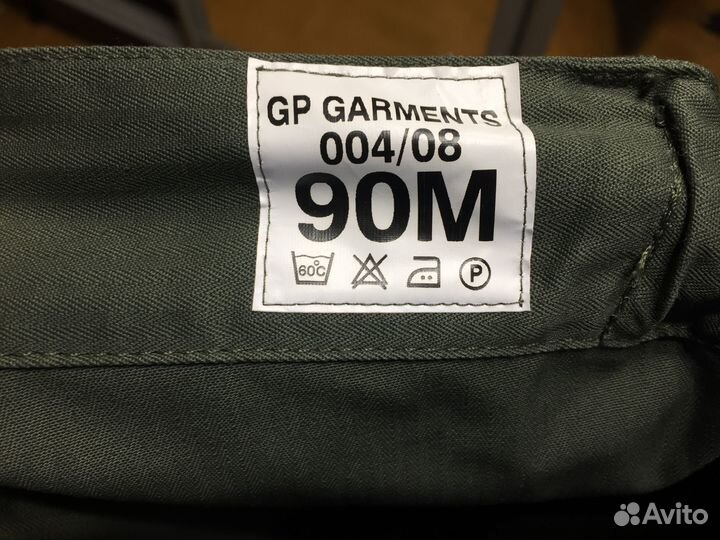 GP GARMENTS
004/08
90M
60°C P
Avito